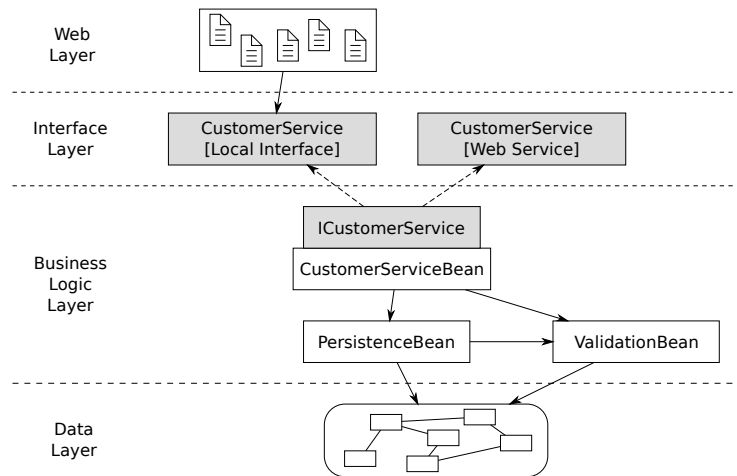 Web
Layer
Interface
Layer
CustomerService
[Local Interface]
CustomerService
[Web Service]
Business
Logic
Layer
ICustomerService
CustomerServiceBean
PersistenceBean
ValidationBean
Data
Layer